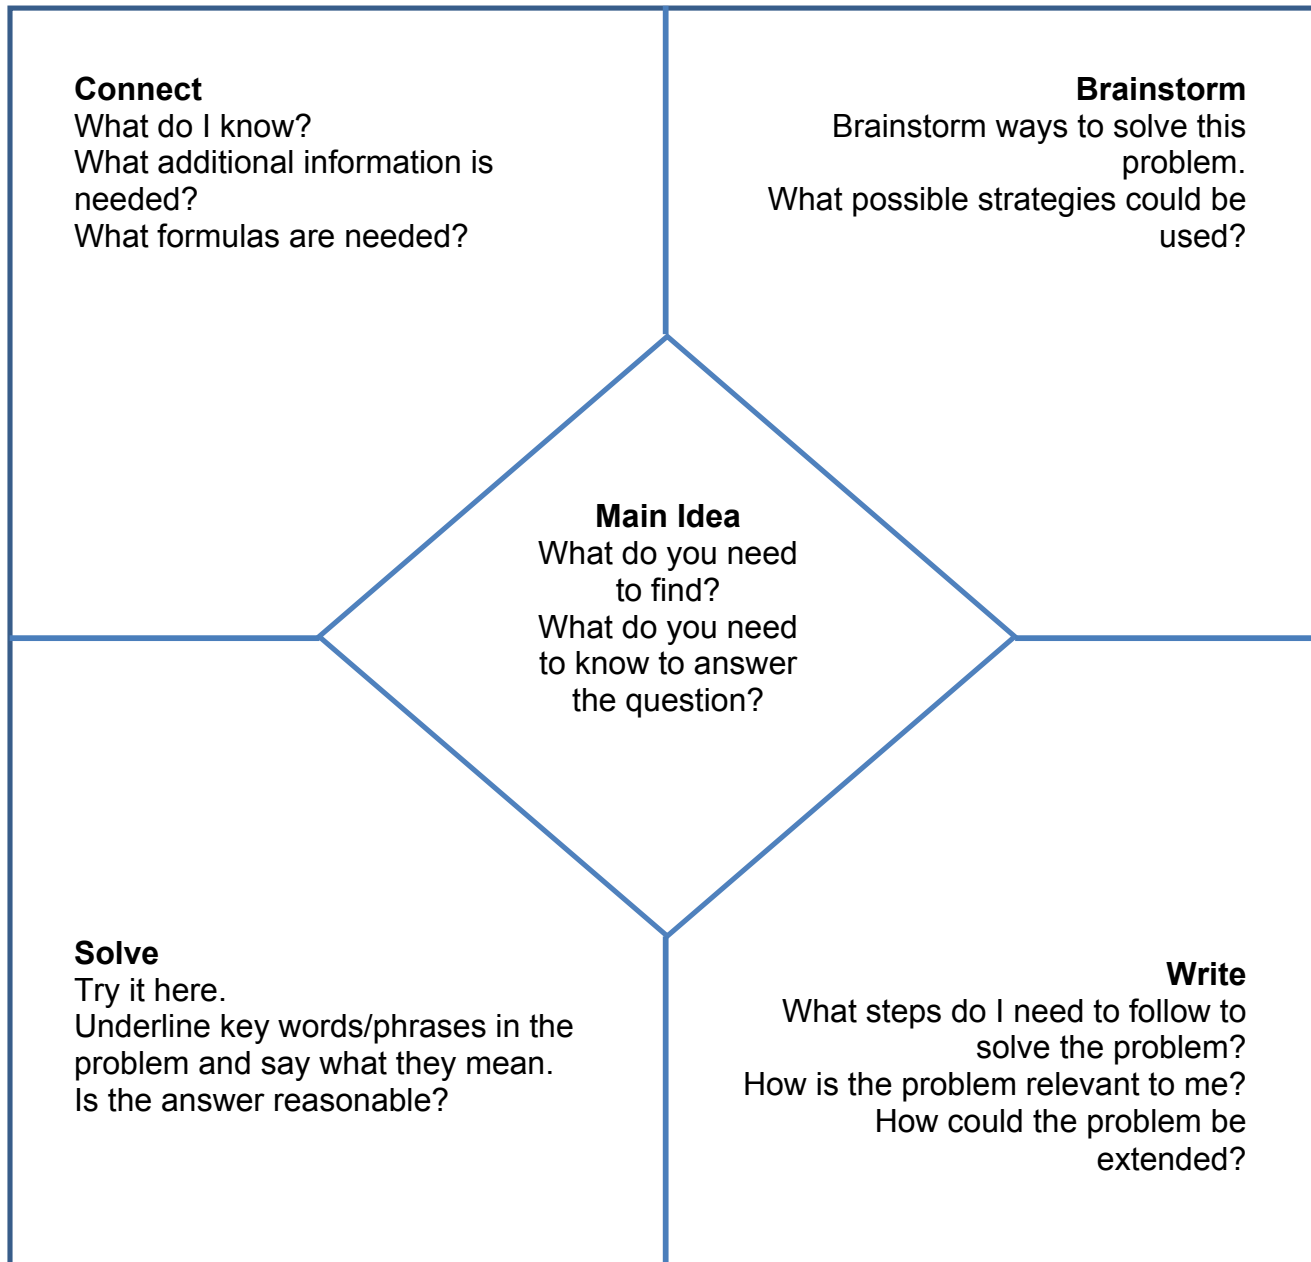 Connect
What do I know?
What additional information is
needed?
What formulas are needed?
Brainstorm
Brainstorm ways to solve this
problem.
What possible strategies could be
used?
Main Idea
What do you need
to find?
What do you need
to know to answer
the question?
Solve
Try it here.
Underline key words/phrases in the
problem and say what they mean.
Is the answer reasonable?
Write
What steps do I need to follow to
solve the problem?
How is the problem relevant to me?
How could the problem be
extended?